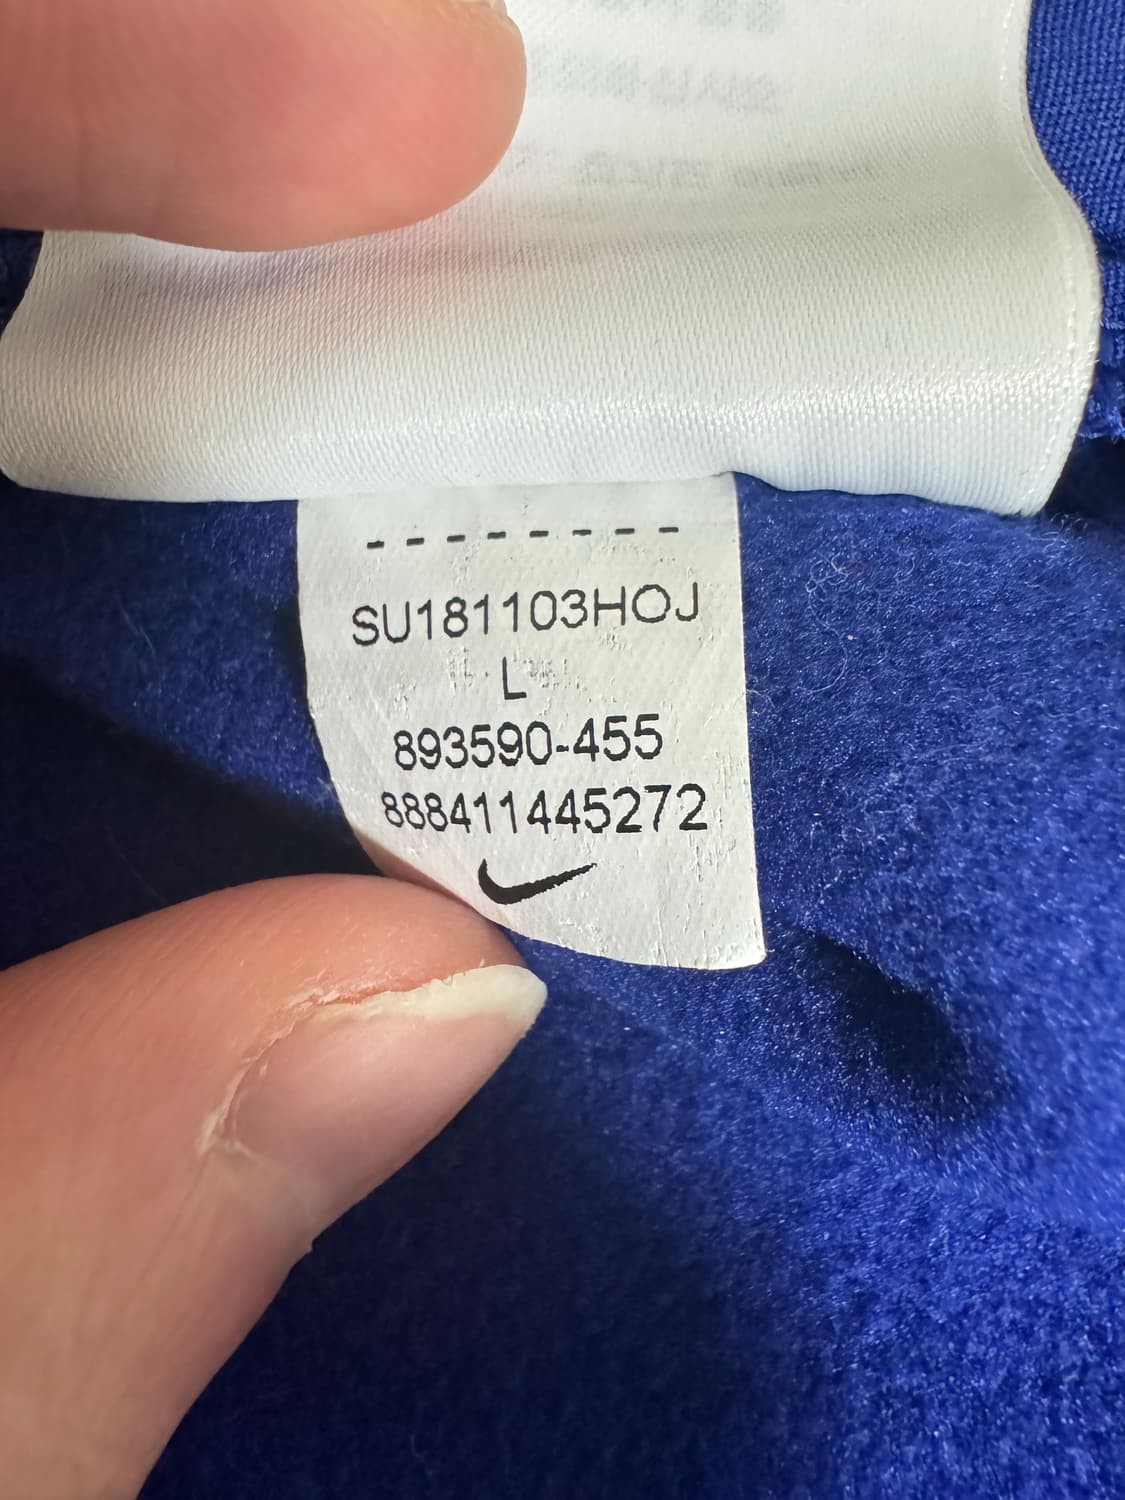 - - - - - - - -
SU181103HOJ
L
893590-455
888411445272